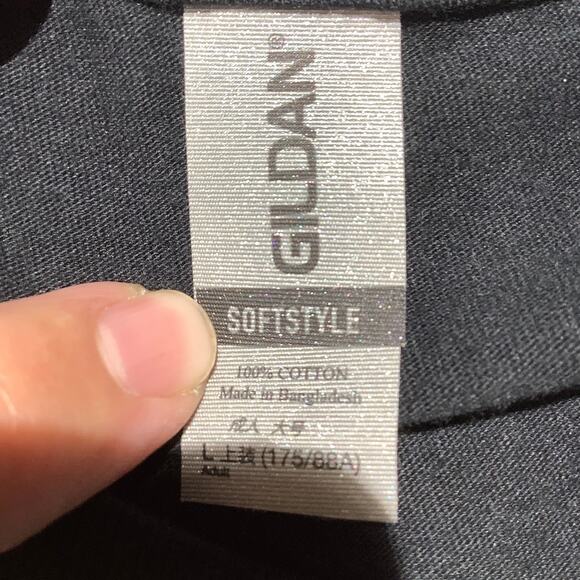 GILDAN®
SOFTSTYLE
100% COTTON
Made in Bangladesh
成人 大号
L 上装 (175/88A)
Adult